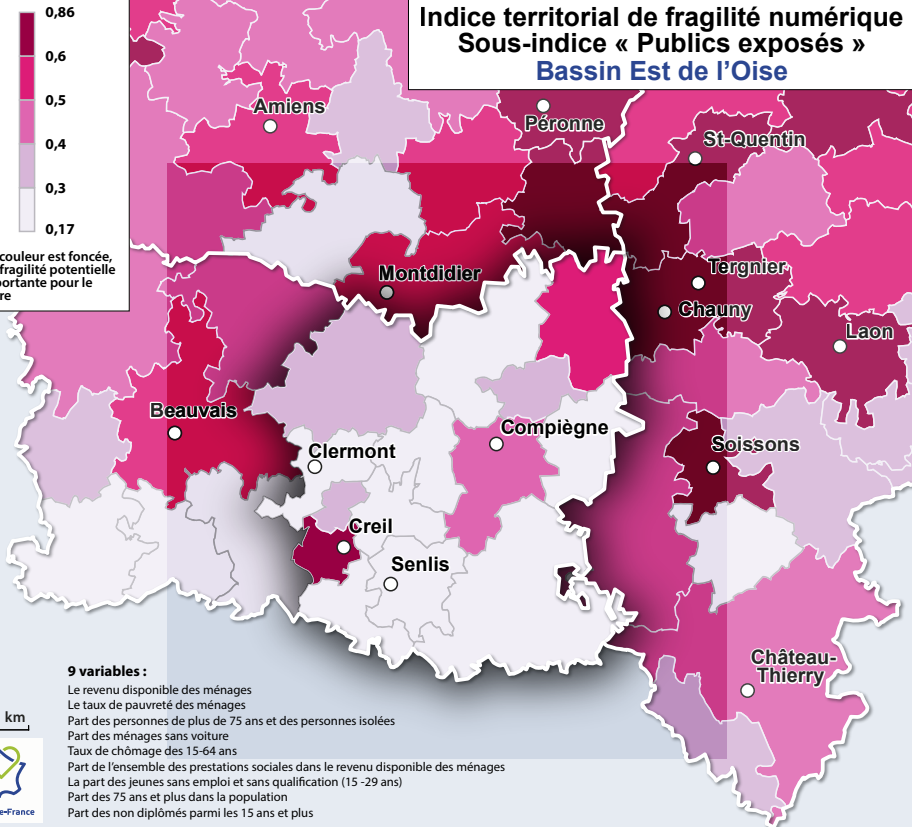 Indice territorial de fragilité numérique
Sous-indice « Publics exposés »
Bassin Est de l’Oise
0,86
0,6
0,5
0,4
0,3
0,17
couleur est foncée,
fragilité potentielle
pour le
Amiens
Péronne
St-Quentin
Montdidier
Tergnier
Chauny
Laon
Beauvais
Compiègne
Clermont
Soissons
Creil
Senlis
Château-
Thierry
9 variables :
Le revenu disponible des ménages
Le taux de pauvreté des ménages
Part des personnes de plus de 75 ans et des personnes isolées
Part des ménages sans voiture
Taux de chômage des 15-64 ans
Part de l’ensemble des prestations sociales dans le revenu disponible des ménages
La part des jeunes sans emploi et sans qualification (15 -29 ans)
Part des 75 ans et plus dans la population
Part des non diplômés parmi les 15 ans et plus
km